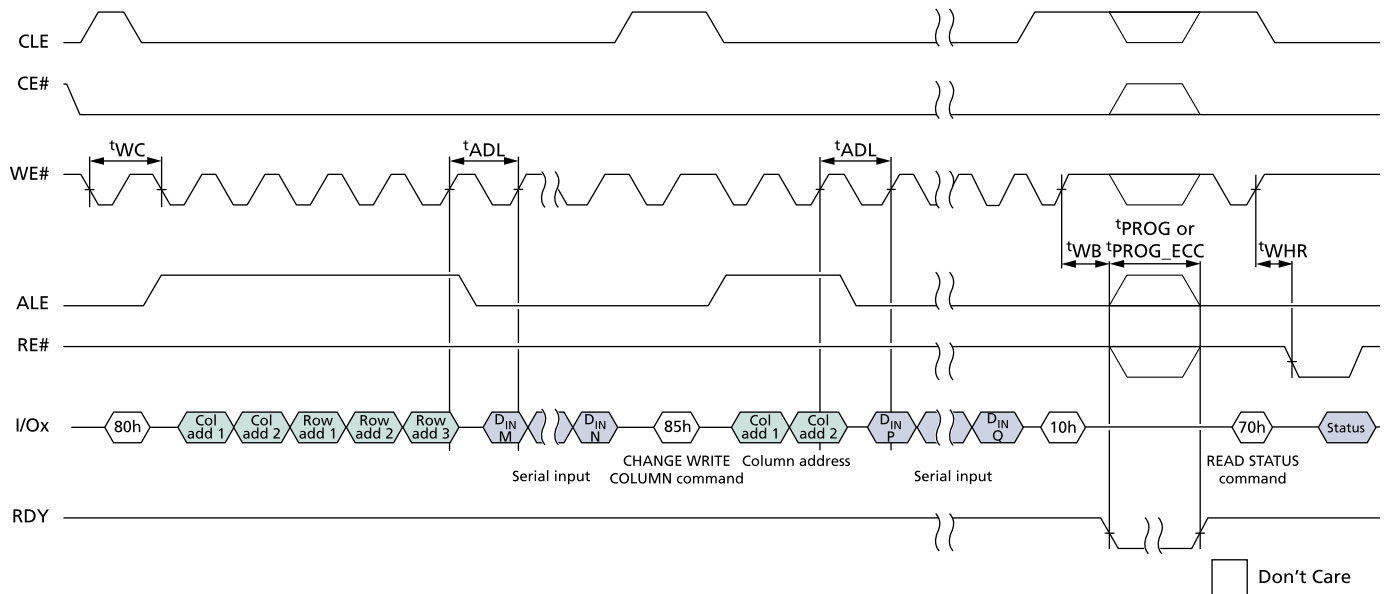 CLE
CE#
tWC
tADL
tADL
WE#
tPROG or
tWB
tPROG_ECC
tWHR
ALE
RE#
I/Ox
80h
Col add 1
Col add 2
Row add 1
Row add 2
Row add 3
DIN M
DIN N
85h
Col add 1
Col add 2
DIN P
DIN Q
10h
70h
Status
Serial input
CHANGE WRITE
COLUMN command
Column address
Serial input
READ STATUS
command
RDY
Don't Care